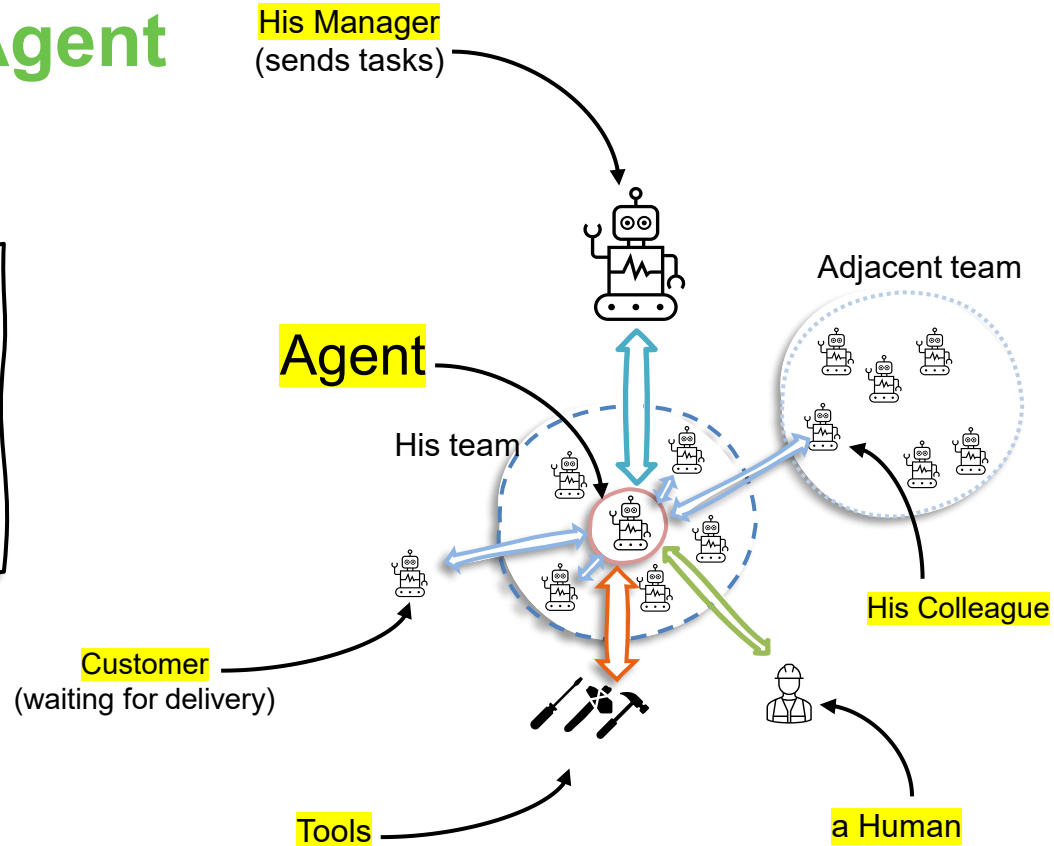 Agent
His Manager
(sends tasks)
Adjacent team
Agent
His team
His Colleague
Customer
(waiting for delivery)
Tools
a Human